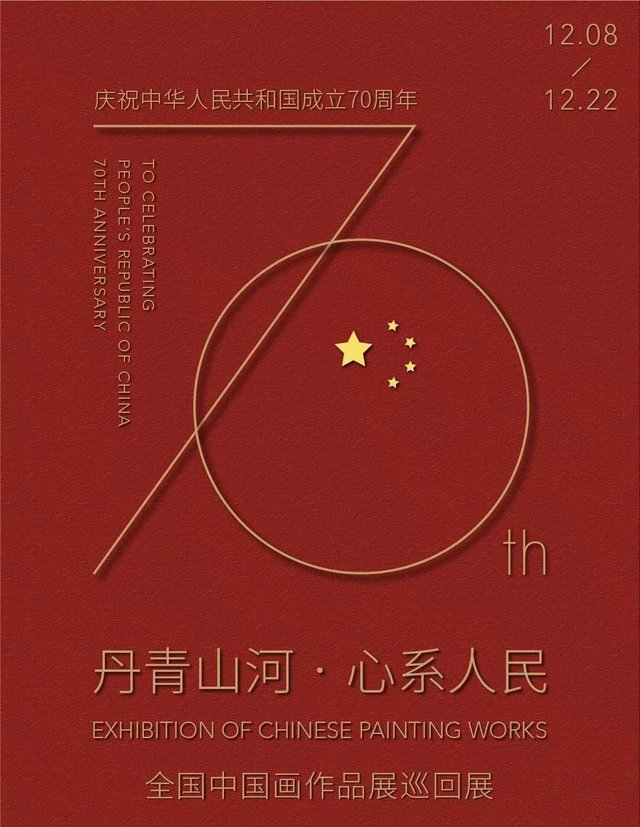 12.08
/
12.22
庆祝中华人民共和国成立70周年
TO CELEBRATING
PEOPLE'S REPUBLIC OF CHINA
70TH ANNIVERSARY
70
th
丹青山河·心系人民
EXHIBITION OF CHINESE PAINTING WORKS
全国中国画作品展巡回展